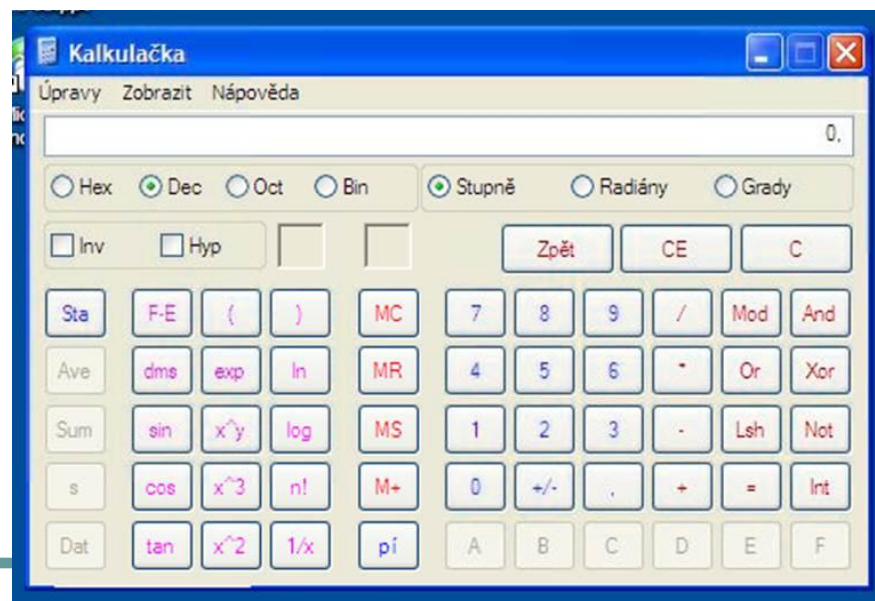 Kalkulačka
Úpravy Zobrazit Nápověda
0,
Hex Dec Oct Bin Stupně Radiány Grady
Inv Hyp Zpět CE C
Sta F-E ( ) MC 7 8 9 / Mod And
Ave dms exp ln MR 4 5 6 * Or Xor
Sum sin x^y log MS 1 2 3 - Lsh Not
s cos x^3 n! M+ 0 +/- , + = Int
Dat tan x^2 1/x pí A B C D E F